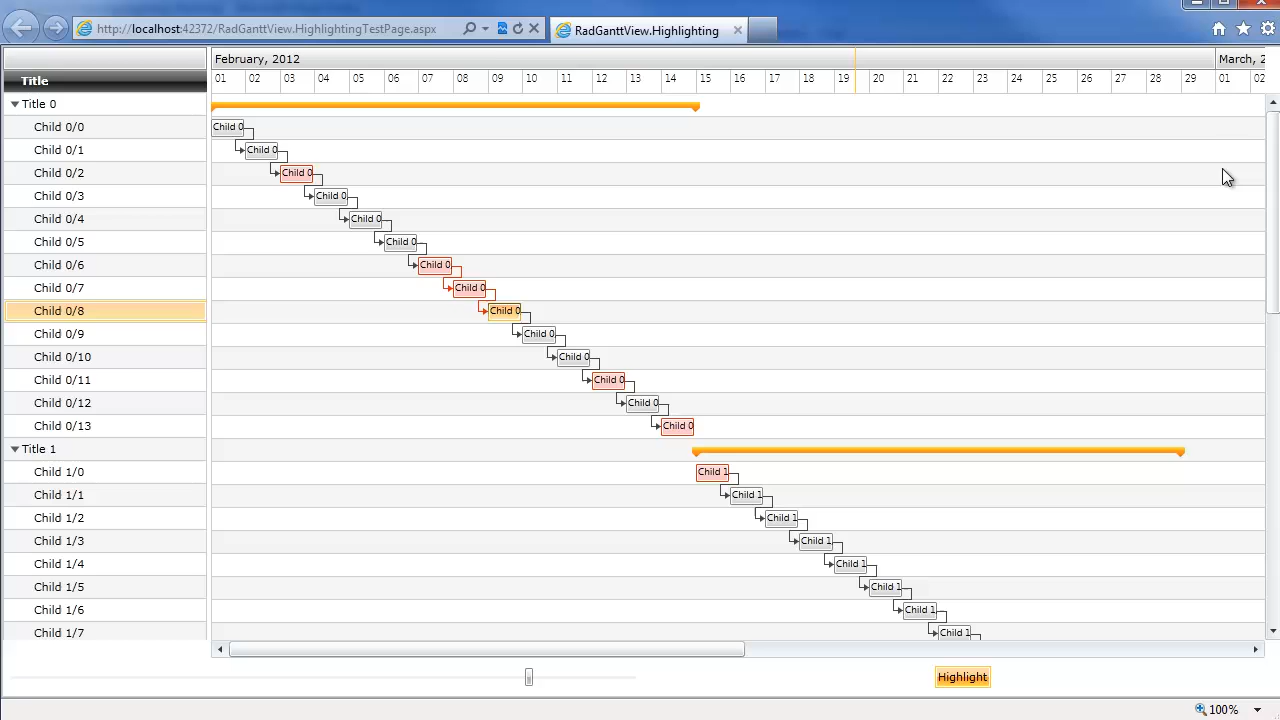 http://localhost:42372/RadGanttView.HighlightingTestPage.aspx
RadGanttView.Highlighting
February, 2012
March, 2
Title
01 02 03 04 05 06 07 08 09 10 11 12 13 14 15 16 17 18 19 20 21 22 23 24 25 26 27 28 29 01 02
Title 0
Child 0/0 Child 0
Child 0/1 Child 0
Child 0/2 Child 0
Child 0/3 Child 0
Child 0/4 Child 0
Child 0/5 Child 0
Child 0/6 Child 0
Child 0/7 Child 0
Child 0/8 Child 0
Child 0/9 Child 0
Child 0/10 Child 0
Child 0/11 Child 0
Child 0/12 Child 0
Child 0/13 Child 0
Title 1
Child 1/0 Child 1
Child 1/1 Child 1
Child 1/2 Child 1
Child 1/3 Child 1
Child 1/4 Child 1
Child 1/5 Child 1
Child 1/6 Child 1
Child 1/7 Child 1
Highlight
100%